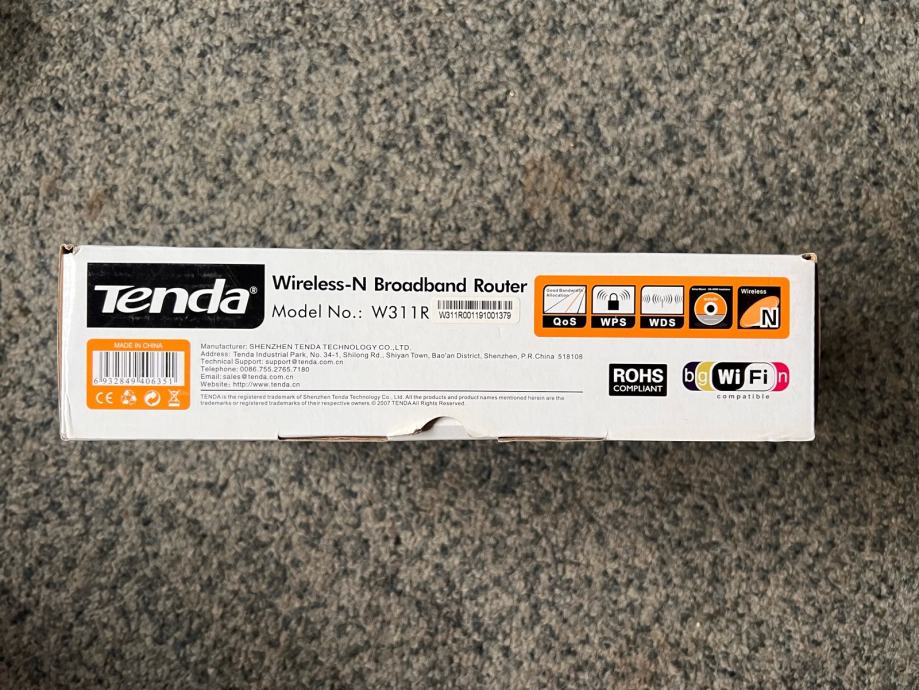 Tenda®
Wireless-N Broadband Router
Model No.: W311R
W311R001191001379
Good Bandwidth
Allocation
QoS
WPS
WDS
Wireless
N
MADE IN CHINA
6 932849 406351
CE
Manufacturer: SHENZHEN TENDA TECHNOLOGY CO.,LTD.
Address: Tenda Industrial Park, No. 34-1, Shilong Rd., Shiyan Town, Bao'an District, Shenzhen, P.R.China 518108
Technical Support: support@tenda.com.cn
Telephone: 0086.755.2765.7180
Email: sales@tenda.com.cn
Website: http://www.tenda.cn
TENDA is the registered trademark of Shenzhen Tenda Technology Co., Ltd. All the products and product names mentioned herein are the
trademarks or registered trademarks of their respective owners. © 2007 TENDA All Rights Reserved.
ROHS
COMPLIANT
b g Wi Fi n
compatible